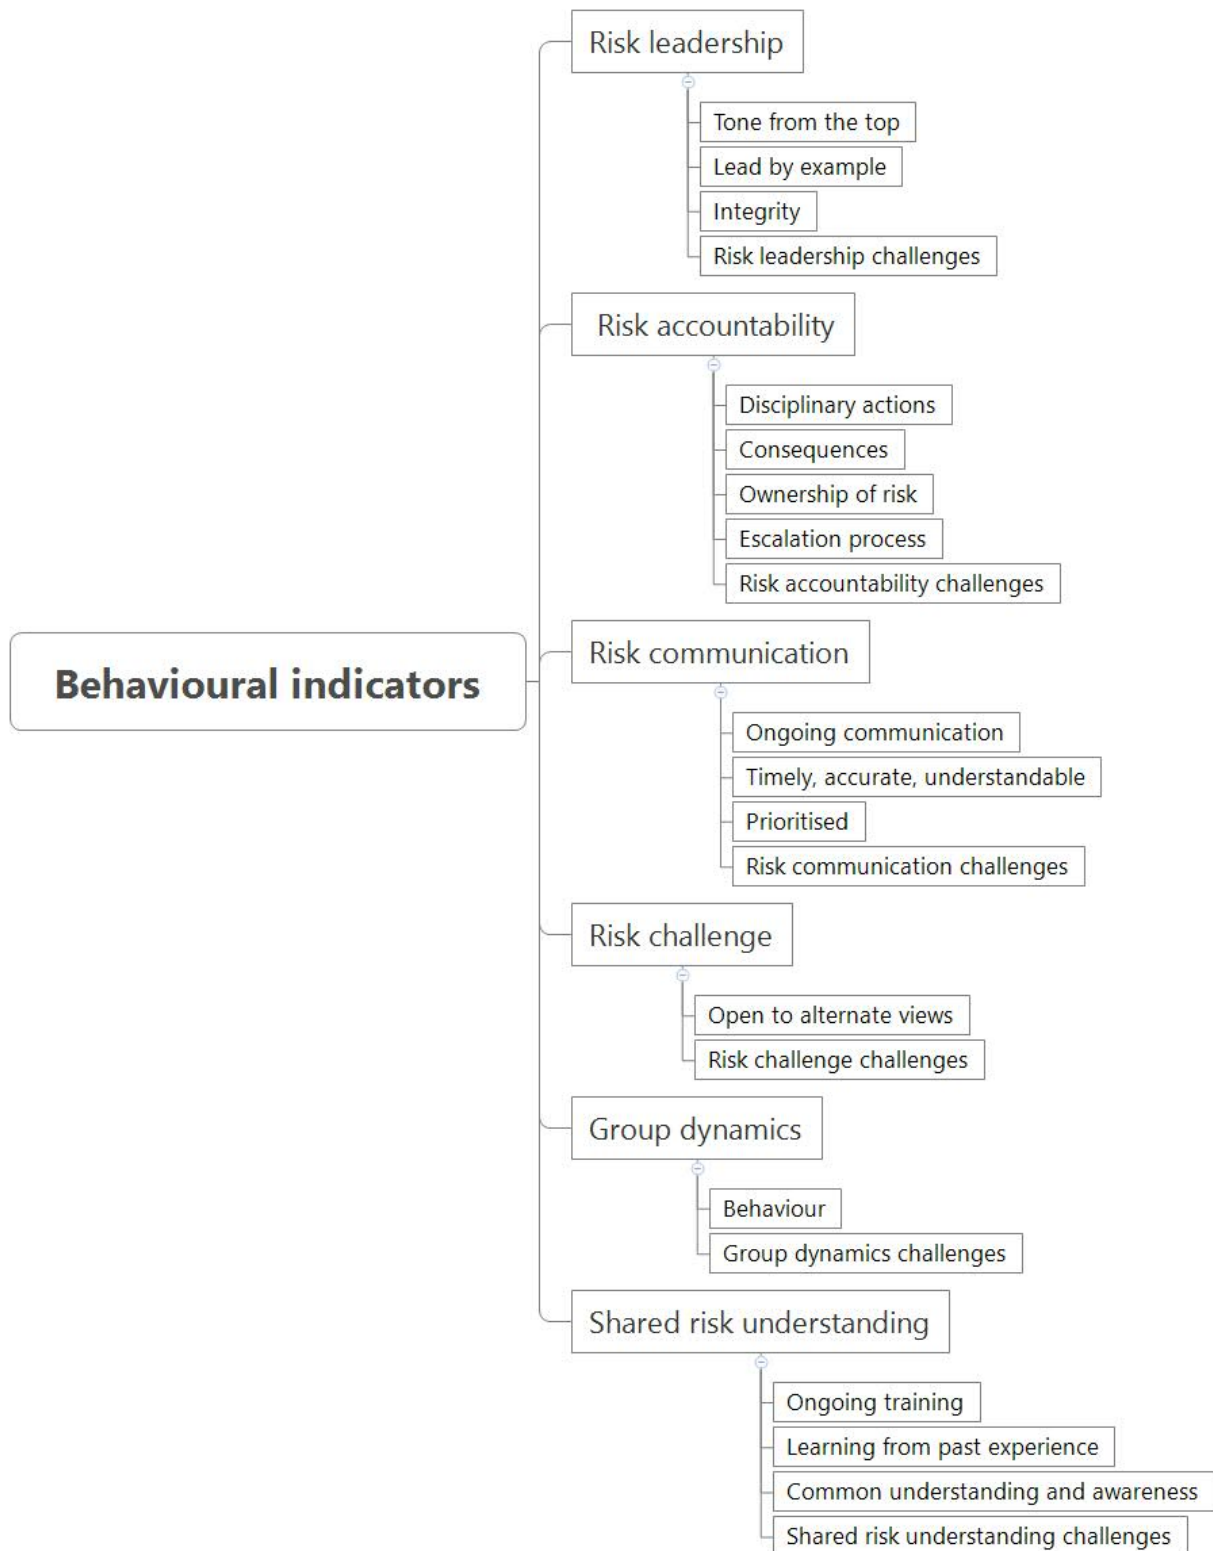 Risk leadership
Tone from the top
Lead by example
Integrity
Risk leadership challenges
Risk accountability
Disciplinary actions
Consequences
Ownership of risk
Escalation process
Risk accountability challenges
Behavioural indicators
Risk communication
Ongoing communication
Timely, accurate, understandable
Prioritised
Risk communication challenges
Risk challenge
Open to alternate views
Risk challenge challenges
Group dynamics
Behaviour
Group dynamics challenges
Shared risk understanding
Ongoing training
Learning from past experience
Common understanding and awareness
Shared risk understanding challenges